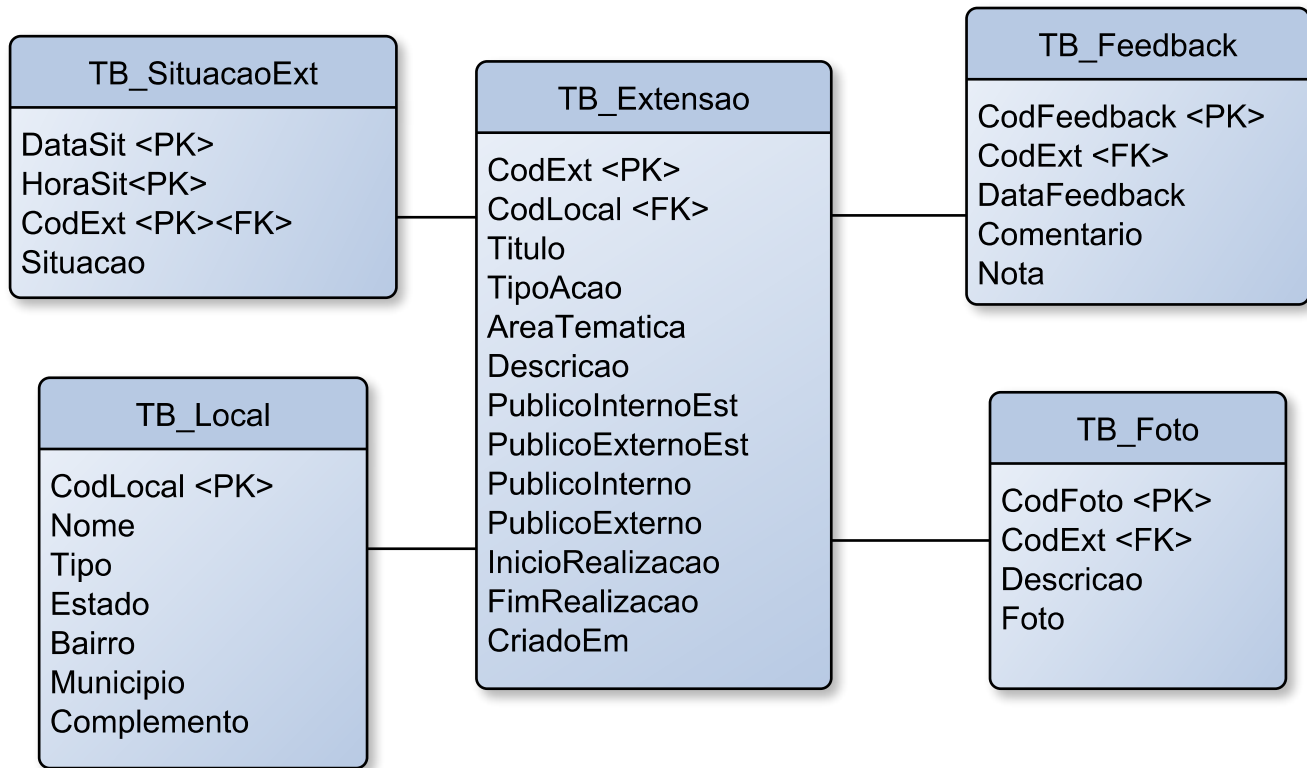 TB_SituacaoExt
DataSit <PK>
HoraSit<PK>
CodExt <PK><FK>
Situacao
TB_Extensao
CodExt <PK>
CodLocal <FK>
Titulo
TipoAcao
AreaTematica
Descricao
PublicoInternoEst
PublicoExternoEst
PublicoInterno
PublicoExterno
InicioRealizacao
FimRealizacao
CriadoEm
TB_Feedback
CodFeedback <PK>
CodExt <FK>
DataFeedback
Comentario
Nota
TB_Local
CodLocal <PK>
Nome
Tipo
Estado
Bairro
Municipio
Complemento
TB_Foto
CodFoto <PK>
CodExt <FK>
Descricao
Foto